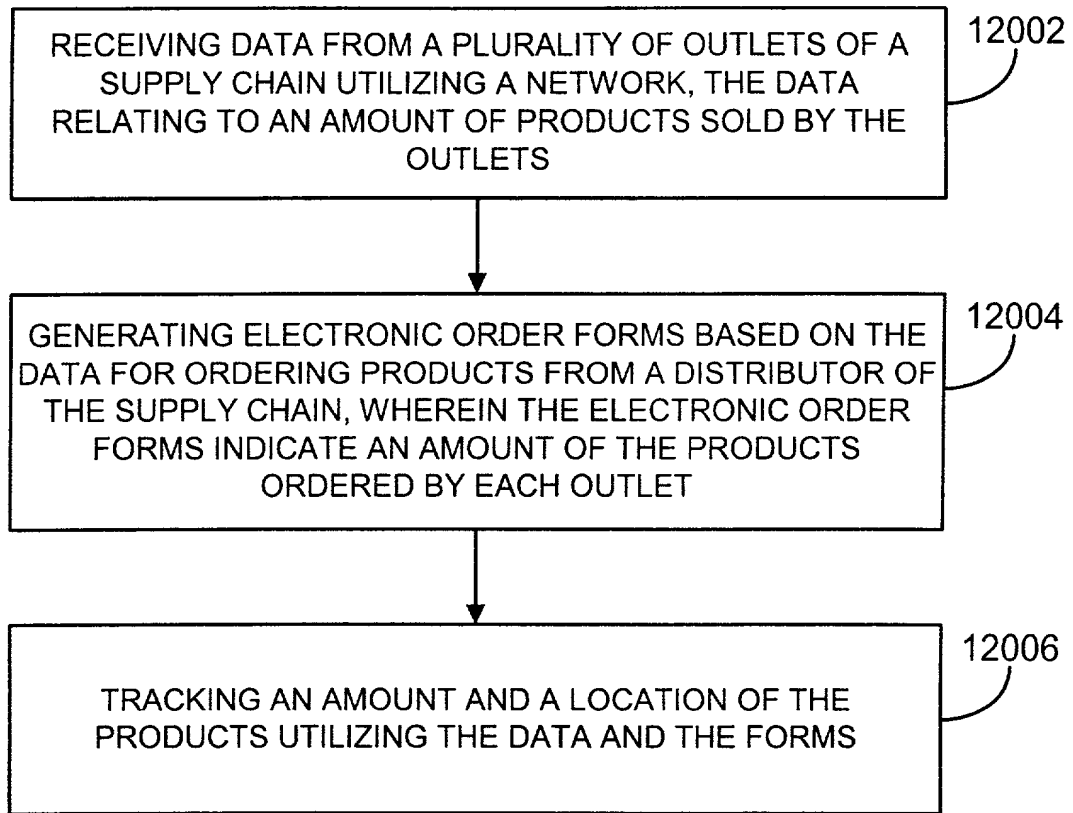 RECEIVING DATA FROM A PLURALITY OF OUTLETS OF A
SUPPLY CHAIN UTILIZING A NETWORK, THE DATA
RELATING TO AN AMOUNT OF PRODUCTS SOLD BY THE
OUTLETS
12002
GENERATING ELECTRONIC ORDER FORMS BASED ON THE
DATA FOR ORDERING PRODUCTS FROM A DISTRIBUTOR OF
THE SUPPLY CHAIN, WHEREIN THE ELECTRONIC ORDER
FORMS INDICATE AN AMOUNT OF THE PRODUCTS
ORDERED BY EACH OUTLET
12004
TRACKING AN AMOUNT AND A LOCATION OF THE
PRODUCTS UTILIZING THE DATA AND THE FORMS
12006